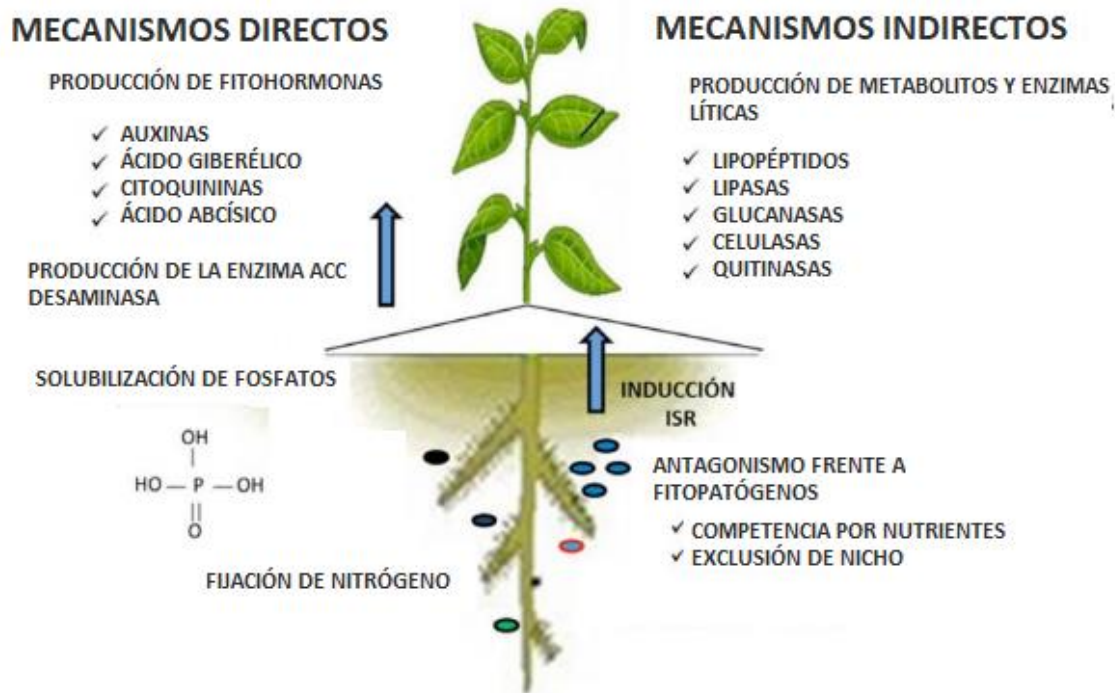 MECANISMOS DIRECTOS
PRODUCCIÓN DE FITOHORMONAS
✓ AUXINAS
✓ ÁCIDO GIBERÉLICO
✓ CITOQUININAS
✓ ÁCIDO ABCÍSICO
PRODUCCIÓN DE LA ENZIMA ACC
DESAMINASA
SOLUBILIZACIÓN DE FOSFATOS
OH
HO — P — OH
O
FIJACIÓN DE NITRÓGENO
MECANISMOS INDIRECTOS
PRODUCCIÓN DE METABOLITOS Y ENZIMAS
LÍTICAS
✓ LIPOPÉPTIDOS
✓ LIPASAS
✓ GLUCANASAS
✓ CELULASAS
✓ QUITINASAS
INDUCCIÓN
ISR
ANTAGONISMO FRENTE A
FITOPATÓGENOS
✓ COMPETENCIA POR NUTRIENTES
✓ EXCLUSIÓN DE NICHO